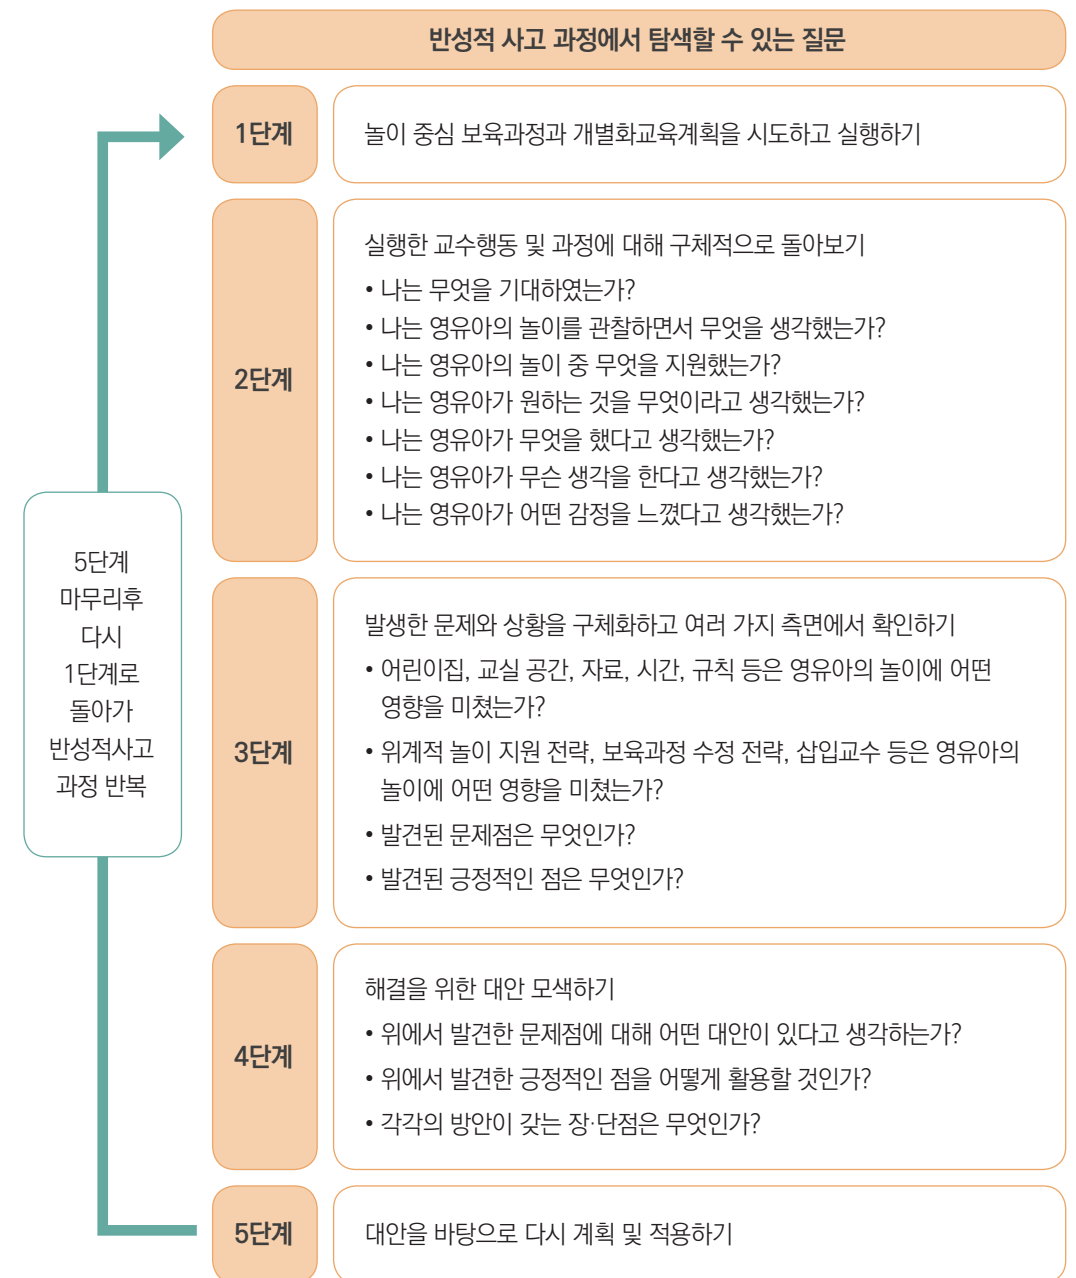 반성적 사고 과정에서 탐색할 수 있는 질문
1단계
놀이 중심 보육과정과 개별화교육계획을 시도하고 실행하기
2단계
실행한 교수행동 및 과정에 대해 구체적으로 돌아보기
• 나는 무엇을 기대하였는가?
• 나는 영유아의 놀이를 관찰하면서 무엇을 생각했는가?
• 나는 영유아의 놀이 중 무엇을 지원했는가?
• 나는 영유아가 원하는 것을 무엇이라고 생각했는가?
• 나는 영유아가 무엇을 했다고 생각했는가?
• 나는 영유아가 무슨 생각을 한다고 생각했는가?
• 나는 영유아가 어떤 감정을 느꼈다고 생각했는가?
3단계
발생한 문제와 상황을 구체화하고 여러 가지 측면에서 확인하기
• 어린이집, 교실 공간, 자료, 시간, 규칙 등은 영유아의 놀이에 어떤
영향을 미쳤는가?
• 위계적 놀이 지원 전략, 보육과정 수정 전략, 삽입교수 등은 영유아의
놀이에 어떤 영향을 미쳤는가?
• 발견된 문제점은 무엇인가?
• 발견된 긍정적인 점은 무엇인가?
4단계
해결을 위한 대안 모색하기
• 위에서 발견한 문제점에 대해 어떤 대안이 있다고 생각하는가?
• 위에서 발견한 긍정적인 점을 어떻게 활용할 것인가?
• 각각의 방안이 갖는 장·단점은 무엇인가?
5단계
대안을 바탕으로 다시 계획 및 적용하기
5단계
마무리후
다시
1단계로
돌아가
반성적사고
과정 반복